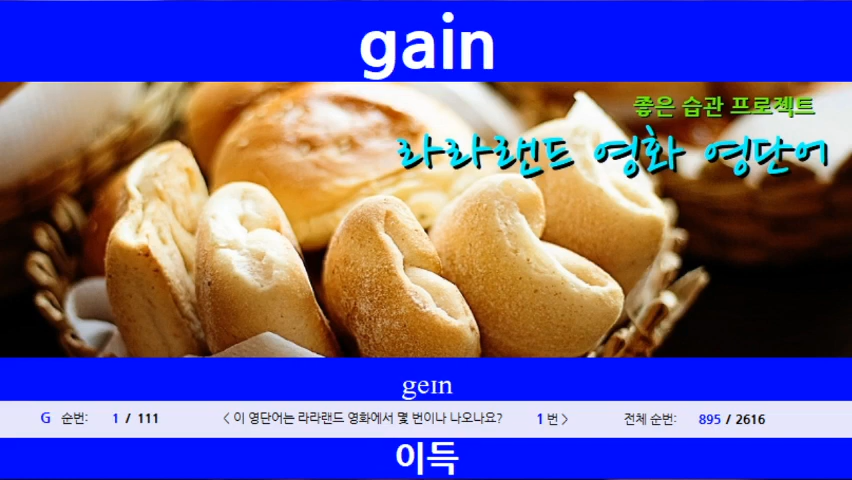 gain
좋은 습관 프로젝트
라라랜드 영화 영단어
geɪn
G 순번: 1 / 111 < 이 영단어는 라라랜드 영화에서 몇 번이나 나오나요? 1 번 > 전체 순번: 895 / 2616
이득